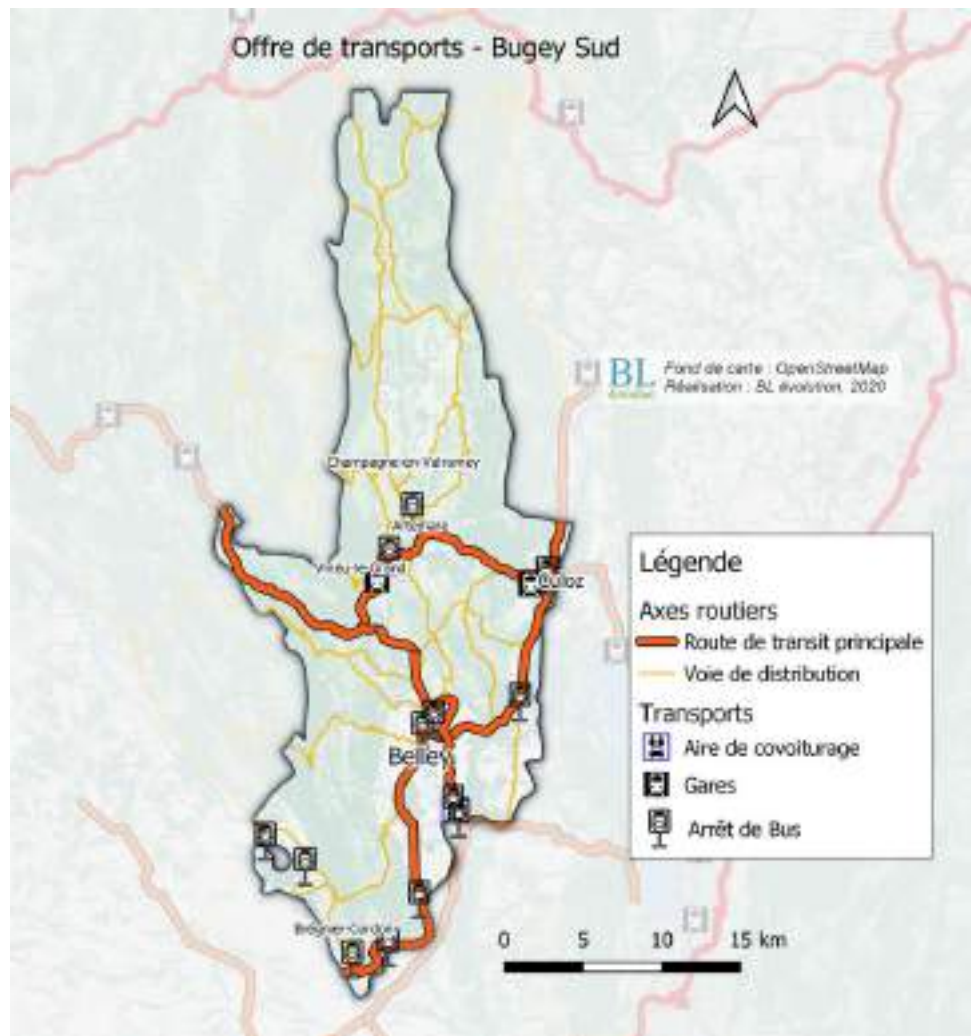 Offre de transports - Bugey Sud
BL
évolution
Fond de carte : OpenStreetMap
Réalisation : BL évolution, 2020
Champagne-en-Valromey
Artemare
Virieu-le-Grand
Culoz
Belley
Brégnier-Cordon
Légende
Axes routiers
Route de transit principale
Voie de distribution
Transports
Aire de covoiturage
Gares
Arrêt de Bus
0 5 10 15 km